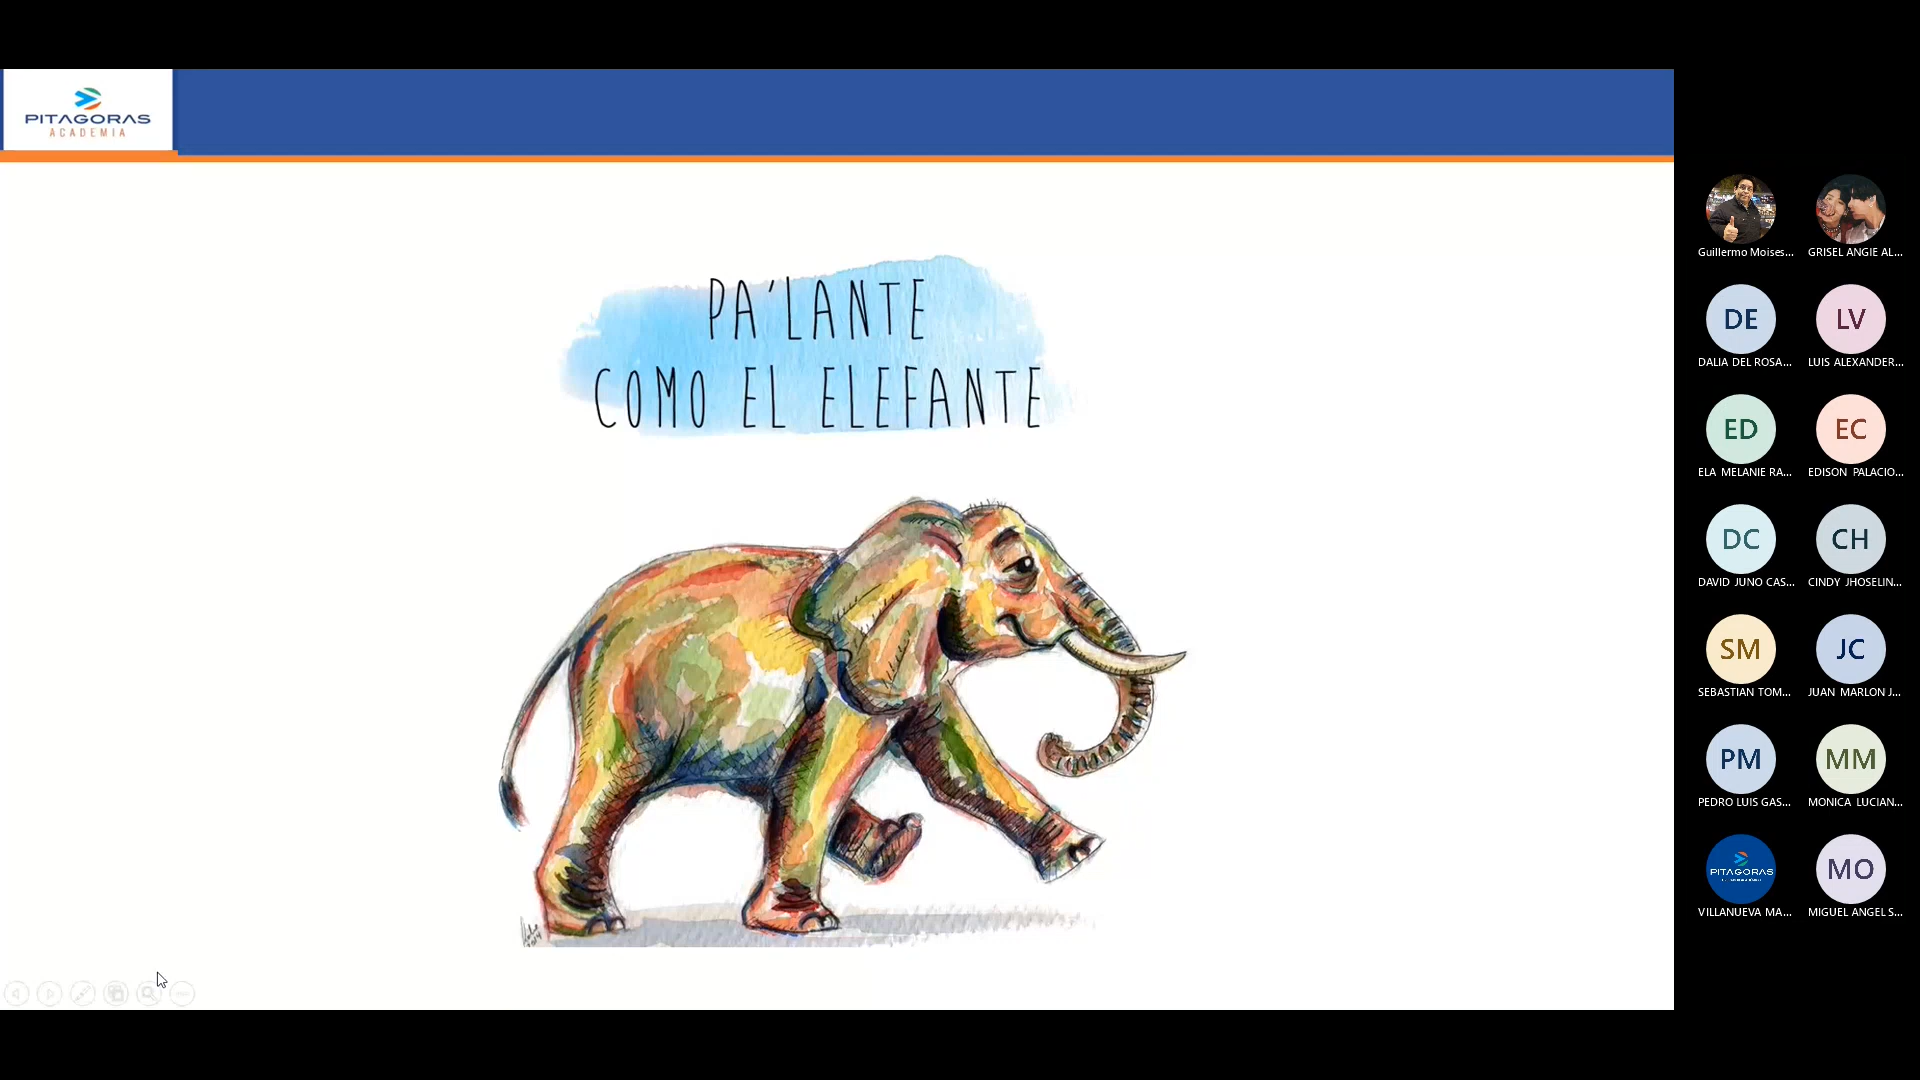 PITAGORAS
ACADEMIA
PA'LANTE
COMO EL ELEFANTE
Guillermo Moises...
GRISEL ANGIE AL...
DE
LV
DALIA DEL ROSA...
LUIS ALEXANDER...
ED
EC
ELA MELANIE RA...
EDISON PALACIO...
DC
CH
DAVID JUNO CAS...
CINDY JHOSELIN...
SM
JC
SEBASTIAN TOM...
JUAN MARLON J...
PM
MM
PEDRO LUIS GAS...
MONICA LUCIAN...
PITAGORAS
MO
VILLANUEVA MA...
MIGUEL ANGEL S...